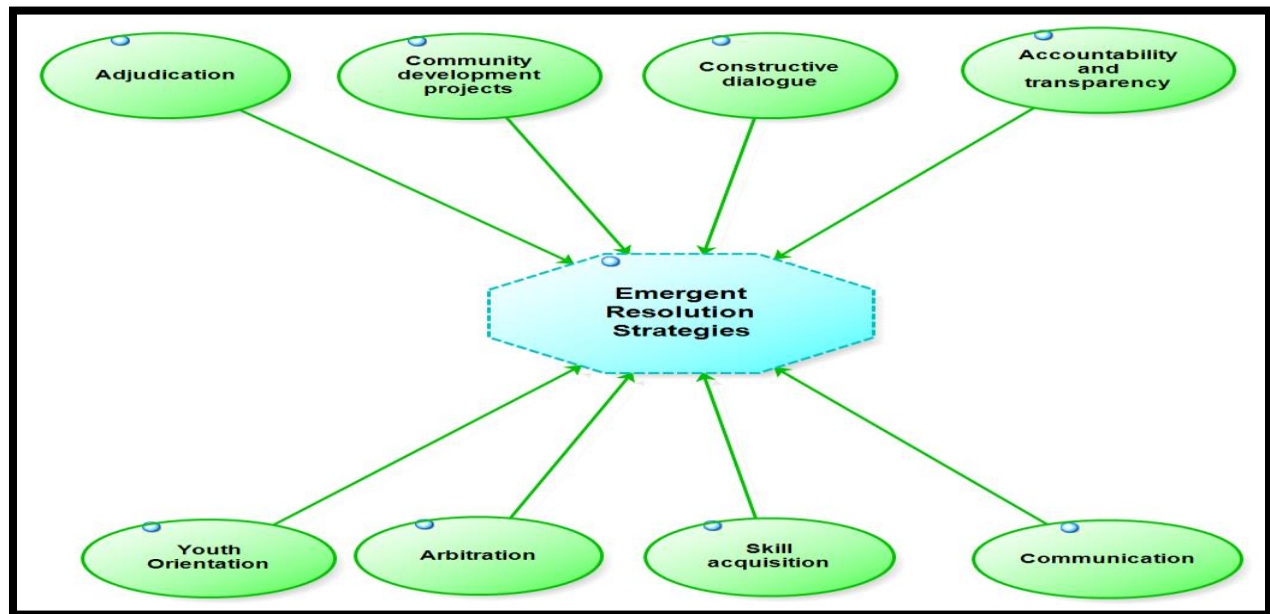 Adjudication
Community
development
projects
Constructive
dialogue
Accountability
and
transparency
Emergent
Resolution
Strategies
Youth
Orientation
Arbitration
Skill
acquisition
Communication